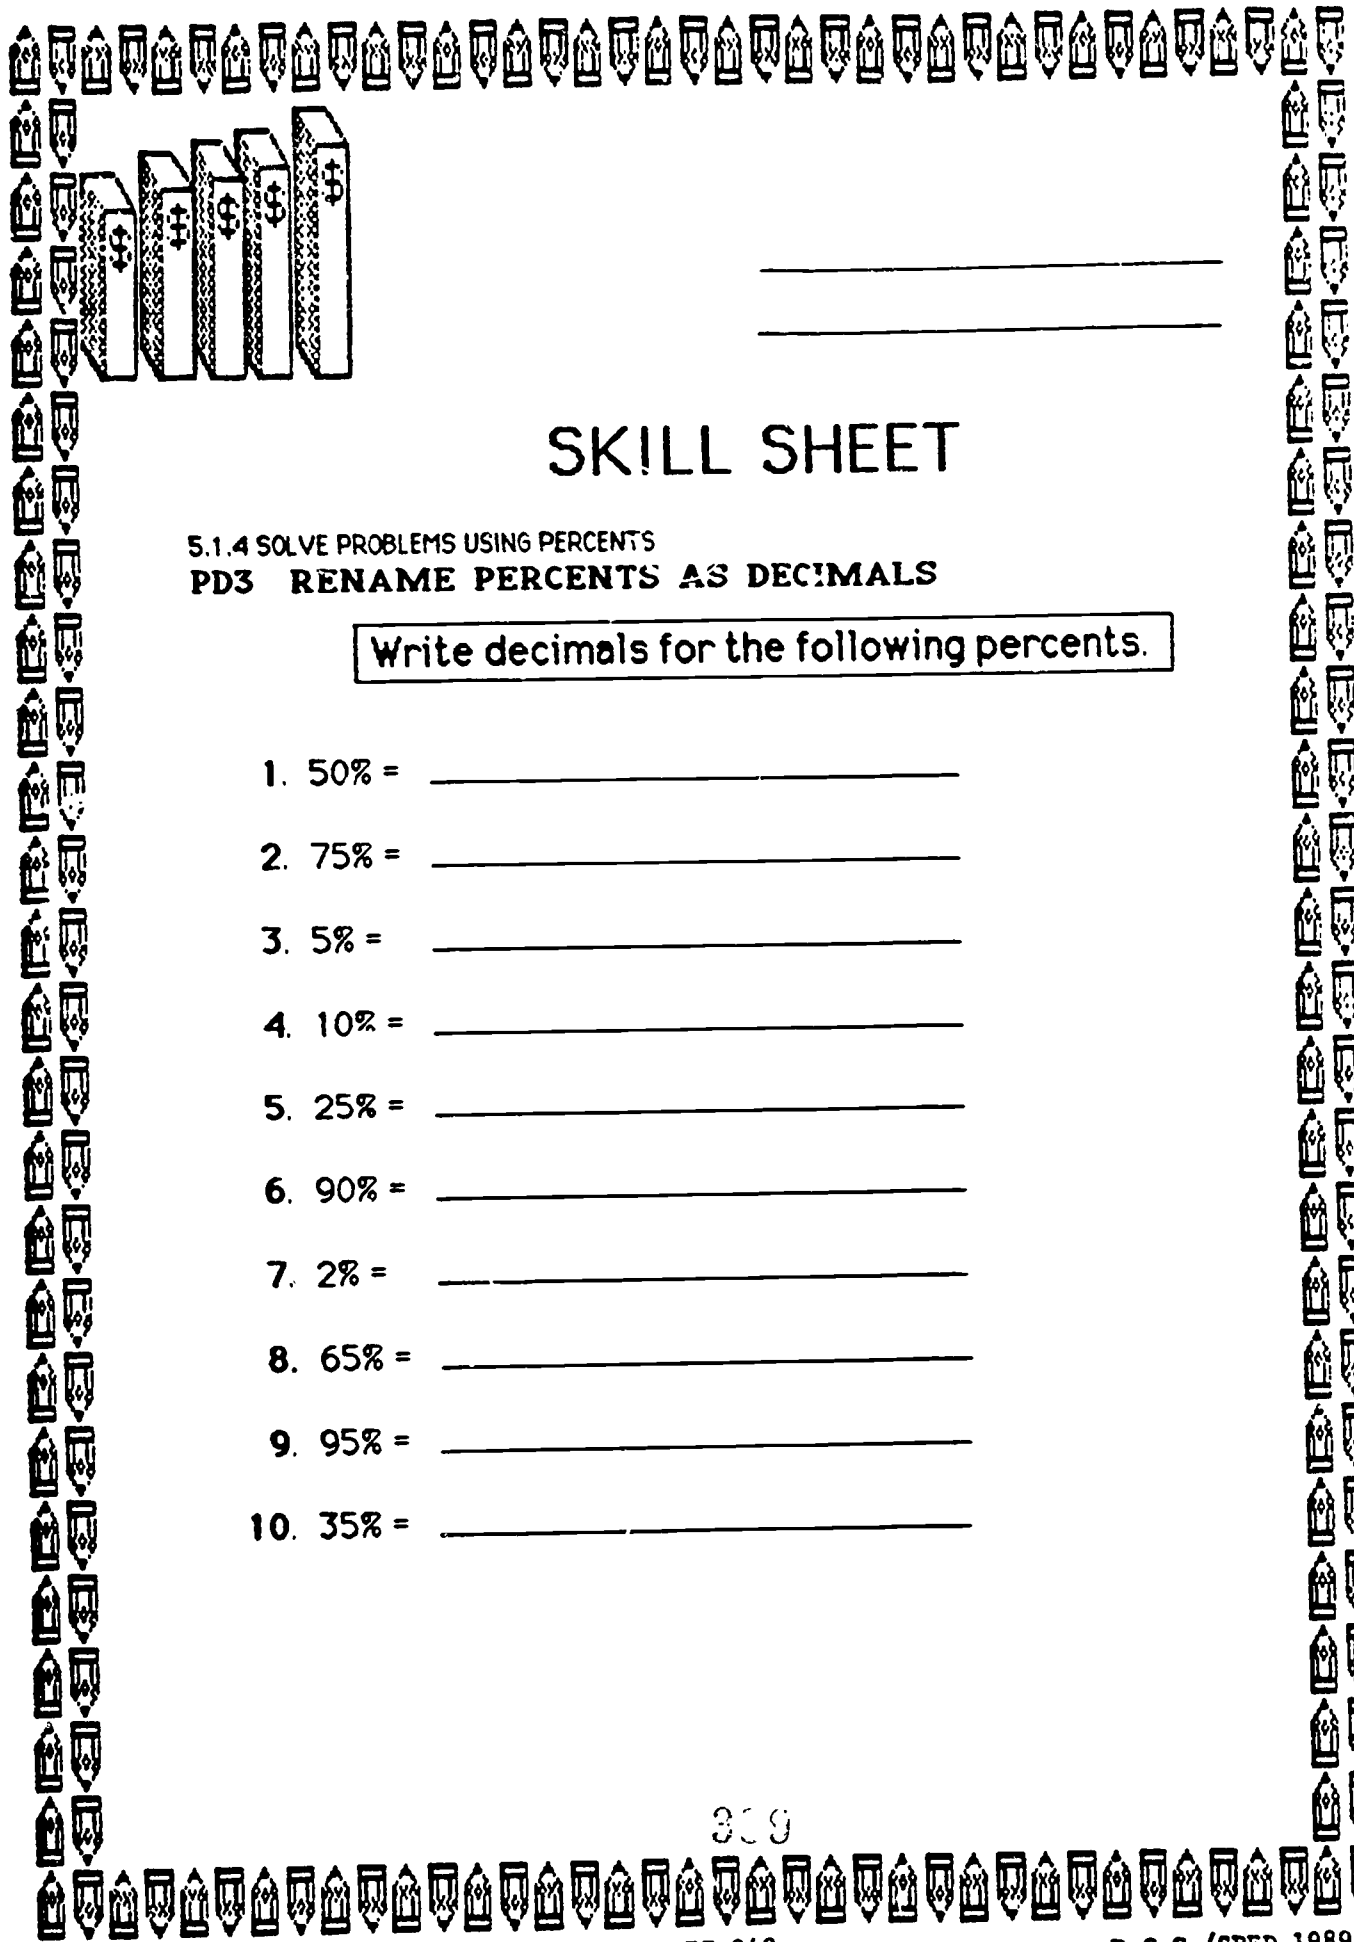 $ $ $ $ $
SKILL SHEET
5.1.4 SOLVE PROBLEMS USING PERCENTS
PD3 RENAME PERCENTS AS DECIMALS
Write decimals for the following percents.
1. 50% =
2. 75% =
3. 5% =
4. 10% =
5. 25% =
6. 90% =
7. 2% =
8. 65% =
9. 95% =
10. 35% =
1989